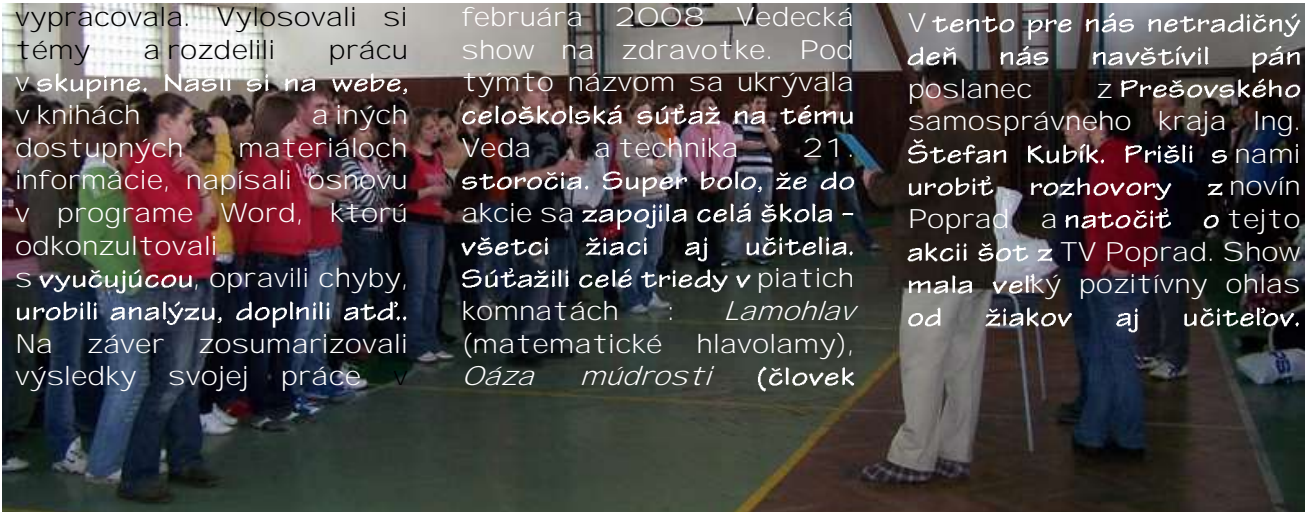 vypracovala. Vylosovali si
témy a rozdelili prácu
v skupine. Našli si na webe,
v knihách a iných
dostupných materiáloch
informácie, napísali osnovu
v programe Word, ktorú
odkonzultovali
s vyučujúcou, opravili chyby,
urobili analýzu, doplnili atď..
Na záver zosumarizovali
výsledky svojej práce v
februára 2008 Vedecká
show na zdravotke. Pod
týmto názvom sa ukrývala
celoškolská súťaž na tému
Veda a technika 21.
storočia. Super bolo, že do
akcie sa zapojila celá škola –
všetci žiaci aj učitelia.
Súťažili celé triedy v piatich
komnatách : Lamohlav
(matematické hlavolamy),
Oáza múdrosti (človek
V tento pre nás netradičný
deň nás navštívil pán
poslanec z Prešovského
samosprávneho kraja Ing.
Štefan Kubík. Prišli s nami
urobiť rozhovory z novín
Poprad a natočiť o tejto
akcii šot z TV Poprad. Show
mala veľký pozitívny ohlas
od žiakov aj učiteľov.